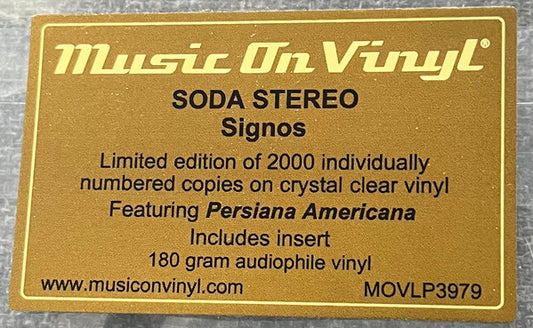 Music On Vinyl®
SODA STEREO
Signos
Limited edition of 2000 individually
numbered copies on crystal clear vinyl
Featuring Persiana Americana
Includes insert
180 gram audiophile vinyl
www.musiconvinyl.com MOVLP3979